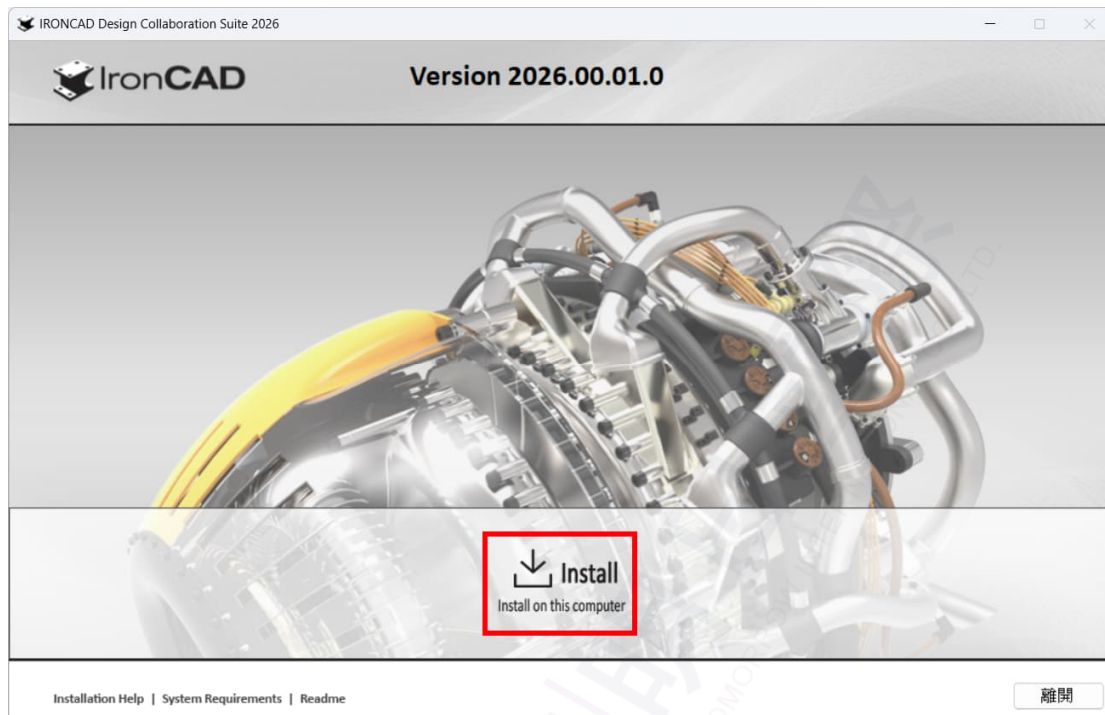 IRONCAD Design Collaboration Suite 2026
IronCAD
Version 2026.00.01.0
Install
Install on this computer
Installation Help | System Requirements | Readme
離開